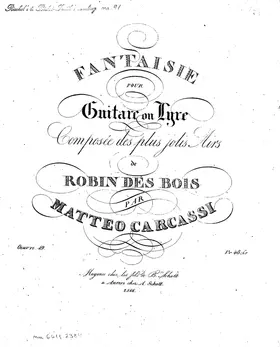 FANTAISIE
POUR
Guitare ou Lyre
Composée des plus jolis Airs
de
ROBIN DES BOIS
PAR
MATTEO CARCASSI
Oeuvre 19.
Mayence chez les fils de B. Schott
a Anvers chez A. Schott.